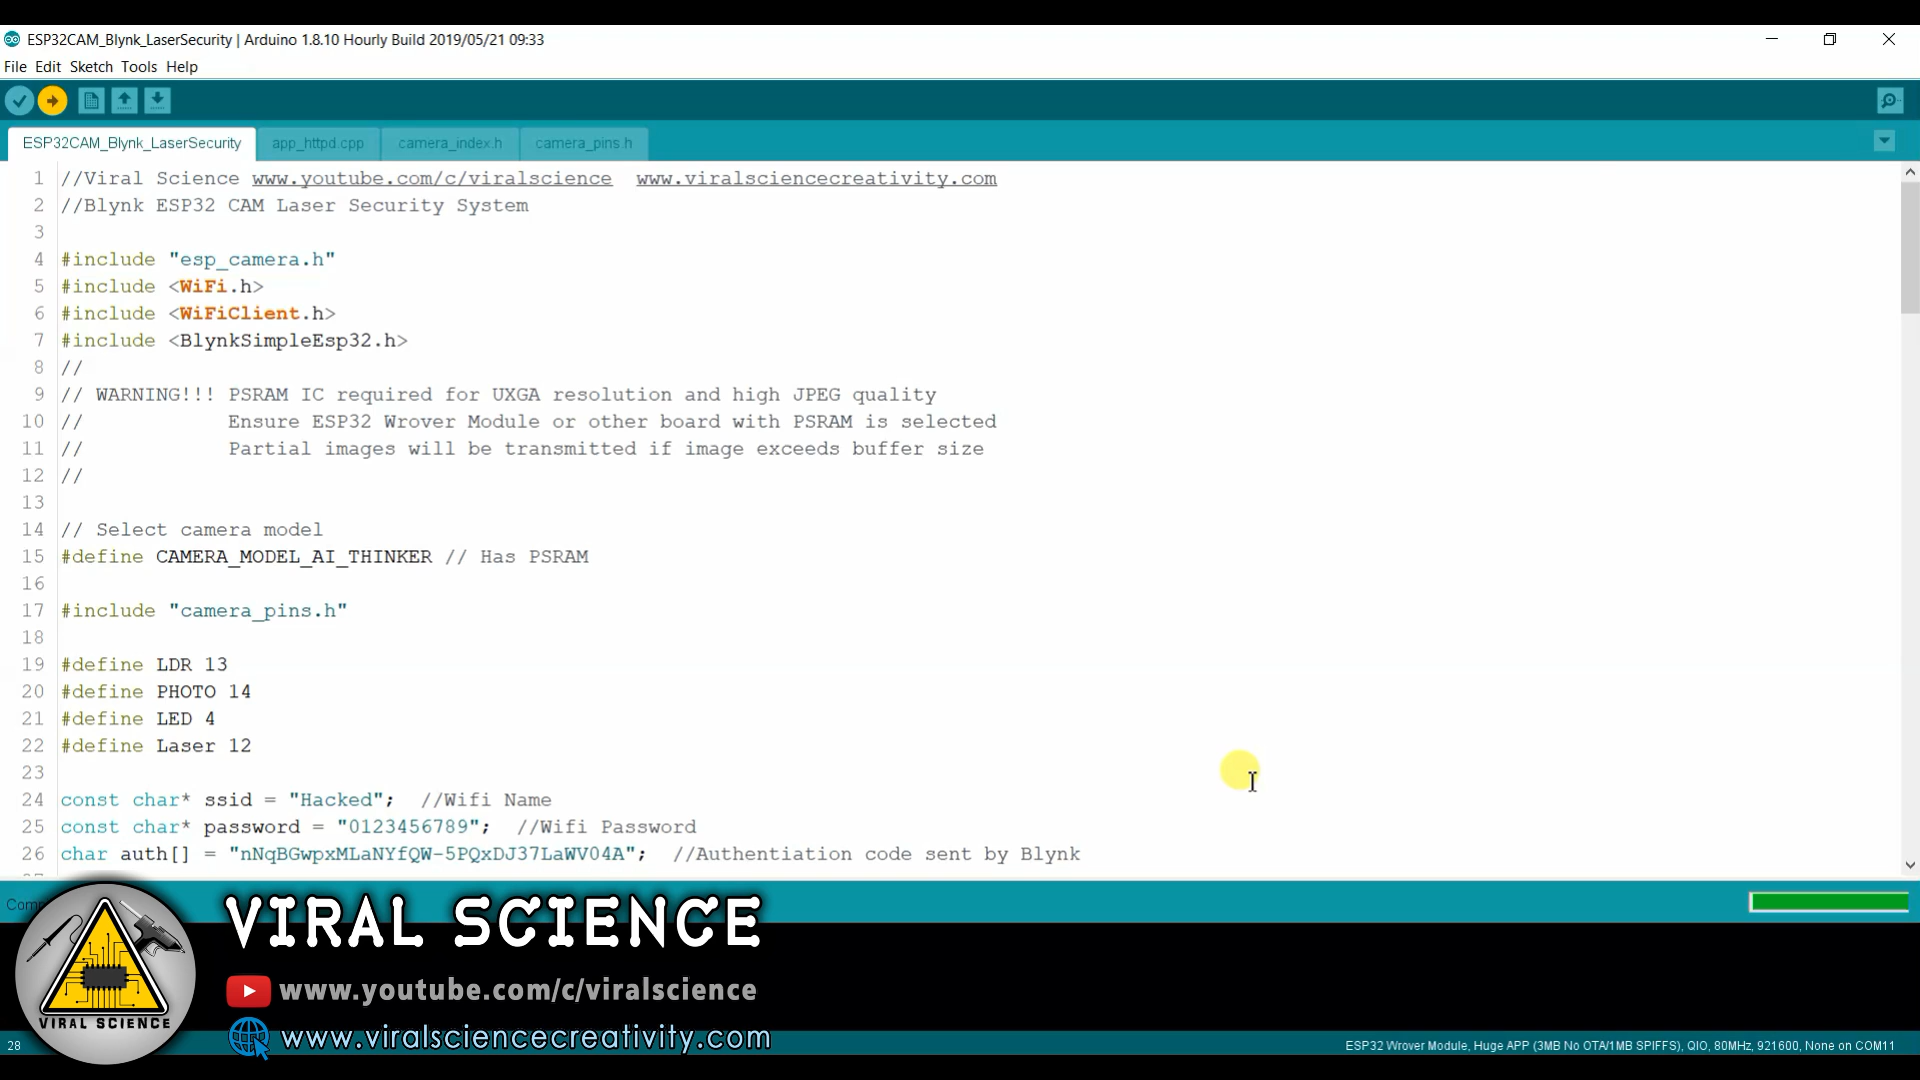 ESP32CAM_Blynk_LaserSecurity | Arduino 1.8.10 Hourly Build 2019/05/21 09:33
File Edit Sketch Tools Help
ESP32CAM_Blynk_LaserSecurity app_httpd.cpp camera_index.h camera_pins.h
1 //Viral Science www.youtube.com/c/viralscience www.viralsciencecreativity.com
2 //Blynk ESP32 CAM Laser Security System
3
4 #include "esp_camera.h"
5 #include <WiFi.h>
6 #include <WiFiClient.h>
7 #include <BlynkSimpleEsp32.h>
8 //
9 // WARNING!!! PSRAM IC required for UXGA resolution and high JPEG quality
10 // Ensure ESP32 Wrover Module or other board with PSRAM is selected
11 // Partial images will be transmitted if image exceeds buffer size
12 //
13
14 // Select camera model
15 #define CAMERA_MODEL_AI_THINKER // Has PSRAM
16
17 #include "camera_pins.h"
18
19 #define LDR 13
20 #define PHOTO 14
21 #define LED 4
22 #define Laser 12
23
24 const char* ssid = "Hacked"; //Wifi Name
25 const char* password = "0123456789"; //Wifi Password
26 char auth[] = "nNqBGwpxMLaNYfQW-5PQxDJ37LaWV04A"; //Authentiation code sent by Blynk
VIRAL SCIENCE
www.youtube.com/c/viralscience
VIRAL SCIENCE
www.viralsciencecreativity.com
28
ESP32 Wrover Module, Huge APP (3MB No OTA/1MB SPIFFS), QIO, 80MHz, 921600, None on COM11